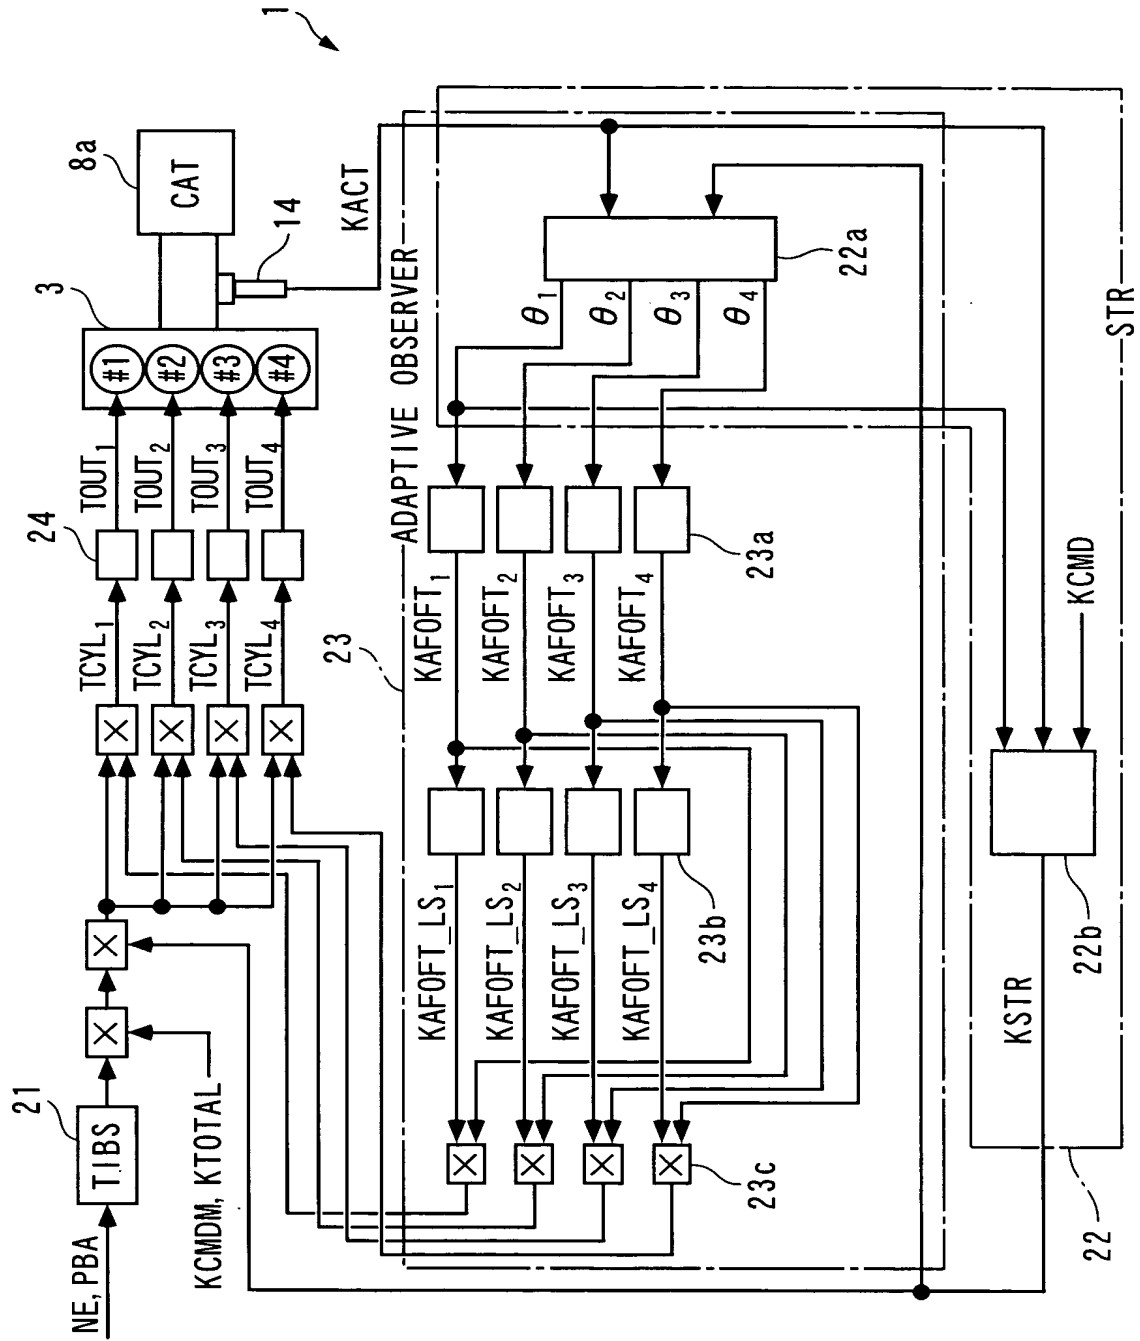 1
8a
CAT
3
14
KACT
#1
#2
#3
#4
TOUT1
TOUT2
TOUT3
TOUT4
24
TCYL1
TCYL2
TCYL3
TCYL4
X
X
X
X
X
X
21
TIBS
NE, PBA
KCMDM, KTOTAL
23
ADAPTIVE OBSERVER
θ1
θ2
θ3
θ4
22a
KAFOFT1
KAFOFT2
KAFOFT3
KAFOFT4
23a
KAFOFT_LS1
KAFOFT_LS2
KAFOFT_LS3
KAFOFT_LS4
23b
X
X
X
X
23c
STR
KCMD
22b
KSTR
22